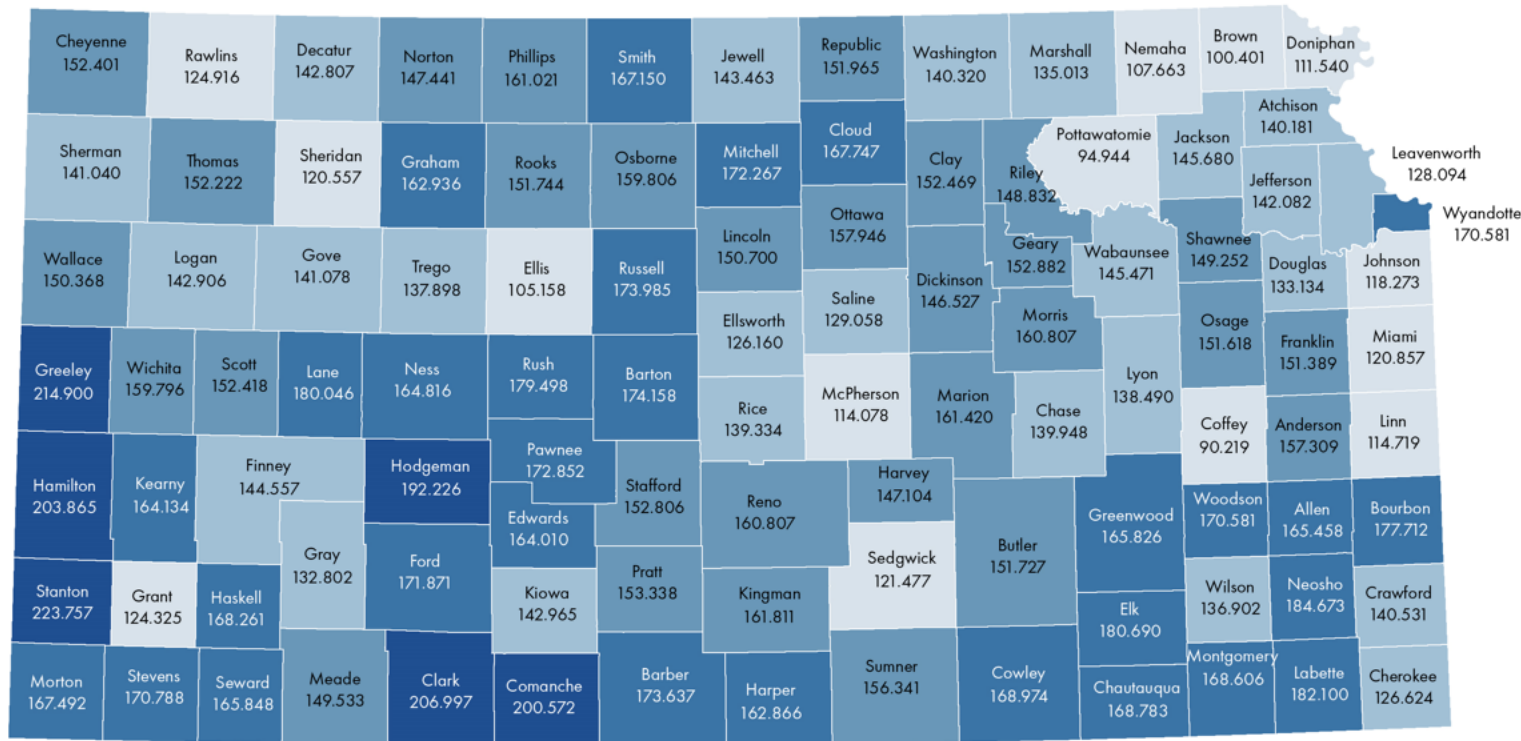 Cheyenne
152.401
Rawlins
124.916
Decatur
142.807
Norton
147.441
Phillips
161.021
Smith
167.150
Jewell
143.463
Republic
151.965
Washington
140.320
Marshall
135.013
Nemaha
107.663
Brown
100.401
Doniphan
111.540
Sherman
141.040
Thomas
152.222
Sheridan
120.557
Graham
162.936
Rooks
151.744
Osborne
159.806
Mitchell
172.267
Cloud
167.747
Clay
152.469
Riley
148.832
Pottawatomie
94.944
Jackson
145.680
Atchison
140.181
Jefferson
142.082
Leavenworth
128.094
Wyandotte
170.581
Wallace
150.368
Logan
142.906
Gove
141.078
Trego
137.898
Ellis
105.158
Russell
173.985
Lincoln
150.700
Ottawa
157.946
Saline
129.058
Ellsworth
126.160
Dickinson
146.527
Geary
152.882
Wabaunsee
145.471
Shawnee
149.252
Douglas
133.134
Johnson
118.273
Morris
160.807
Osage
151.618
Franklin
151.389
Miami
120.857
Greeley
214.900
Wichita
159.796
Scott
152.418
Lane
180.046
Ness
164.816
Rush
179.498
Barton
174.158
Rice
139.334
McPherson
114.078
Marion
161.420
Chase
139.948
Lyon
138.490
Coffey
90.219
Anderson
157.309
Linn
114.719
Hamilton
203.865
Kearny
164.134
Finney
144.557
Hodgeman
192.226
Pawnee
172.852
Stafford
152.806
Edwards
164.010
Reno
160.807
Harvey
147.104
Sedgwick
121.477
Butler
151.727
Greenwood
165.826
Woodson
170.581
Allen
165.458
Bourbon
177.712
Gray
132.802
Ford
171.871
Kiowa
142.965
Pratt
153.338
Kingman
161.811
Stanton
223.757
Grant
124.325
Haskell
168.261
Elk
180.690
Wilson
136.902
Neosho
184.673
Crawford
140.531
Morton
167.492
Stevens
170.788
Seward
165.848
Meade
149.533
Clark
206.997
Comanche
200.572
Barber
173.637
Harper
162.866
Sumner
156.341
Cowley
168.974
Chautauqua
168.783
Montgomery
168.606
Labette
182.100
Cherokee
126.624